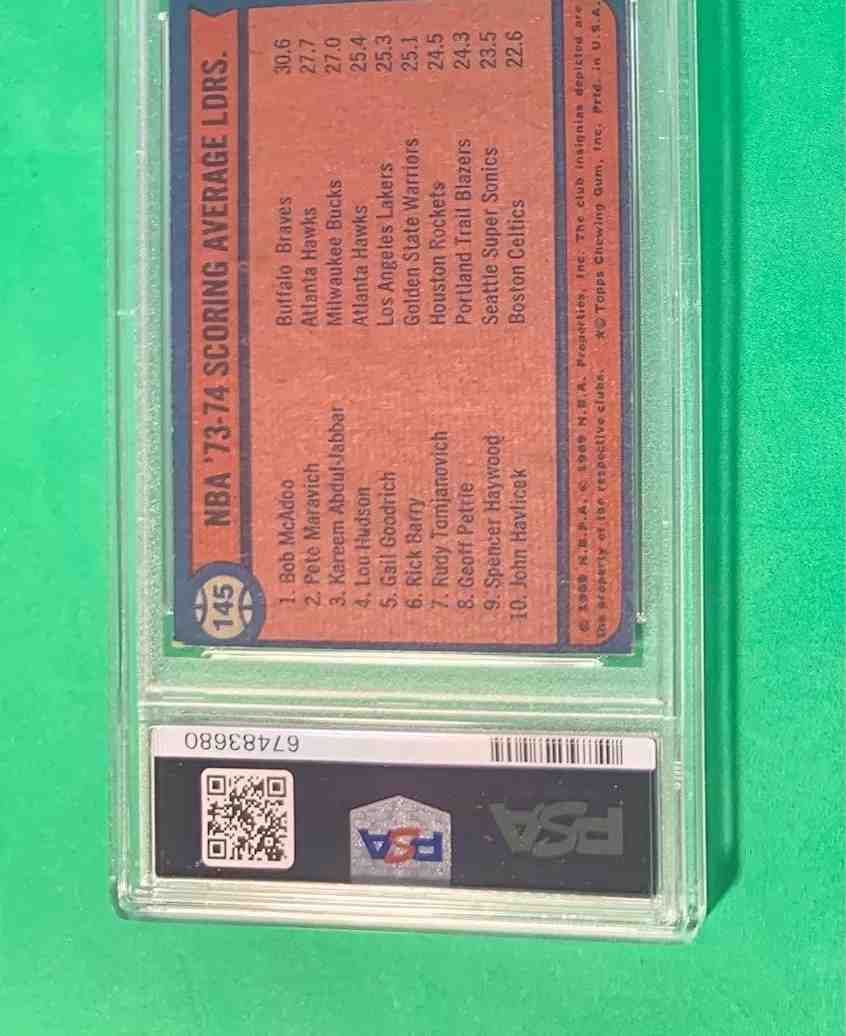 145
NBA '73-74 SCORING AVERAGE LDRS.
1. Bob McAdoo Buffalo Braves 30.6
2. Pete Maravich Atlanta Hawks 27.7
3. Kareem Abdul-Jabbar Milwaukee Bucks 27.0
4. Lou Hudson Atlanta Hawks 25.4
5. Gail Goodrich Los Angeles Lakers 25.3
6. Rick Barry Golden State Warriors 25.1
7. Rudy Tomjanovich Houston Rockets 24.5
8. Geoff Petrie Portland Trail Blazers 24.3
9. Spencer Haywood Seattle Super Sonics 23.5
10. John Havlicek Boston Celtics 22.6
© 1969 N.B.P.A. © 1969 N.B.A. Properties, Inc. The club insignias depicted are
the property of the respective clubs. *© Topps Chewing Gum, Inc. Prtd. in U.S.A.
67483680
PSA
PSA